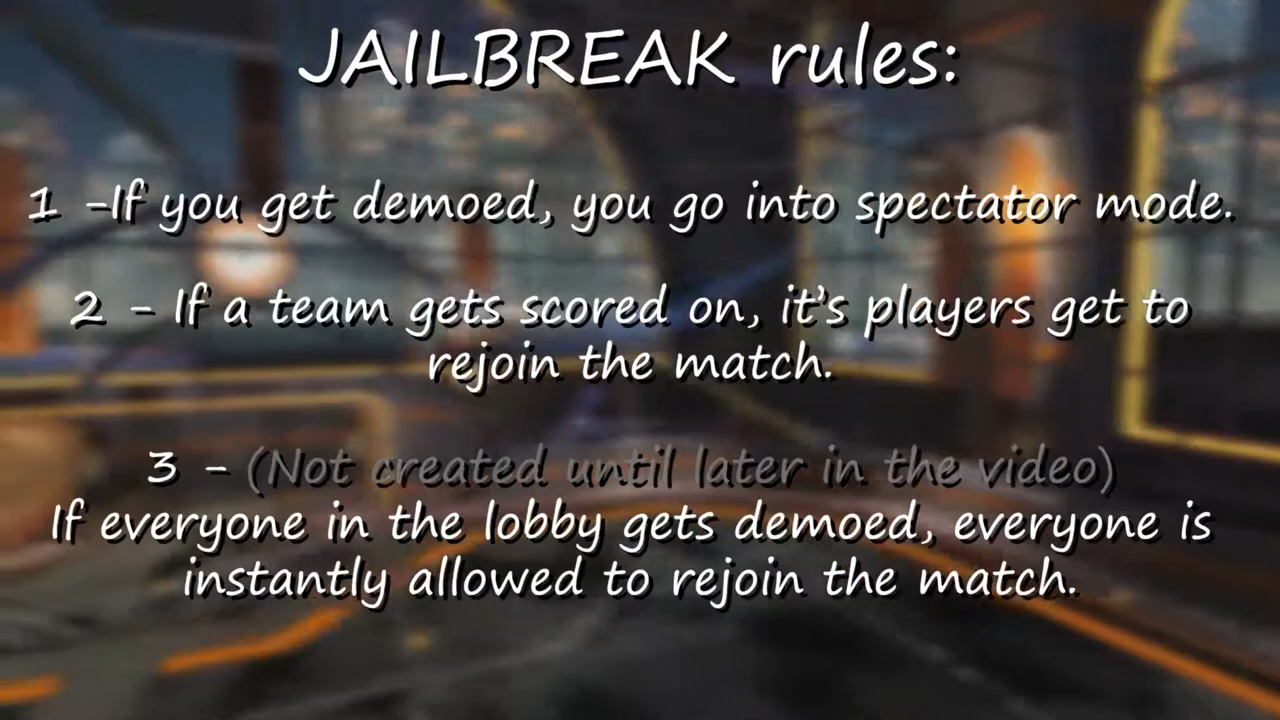 JAILBREAK rules:
1 -If you get demoed, you go into spectator mode.
2 - If a team gets scored on, it's players get to
rejoin the match.
3 - (Not created until later in the video)
If everyone in the lobby gets demoed, everyone is
instantly allowed to rejoin the match.